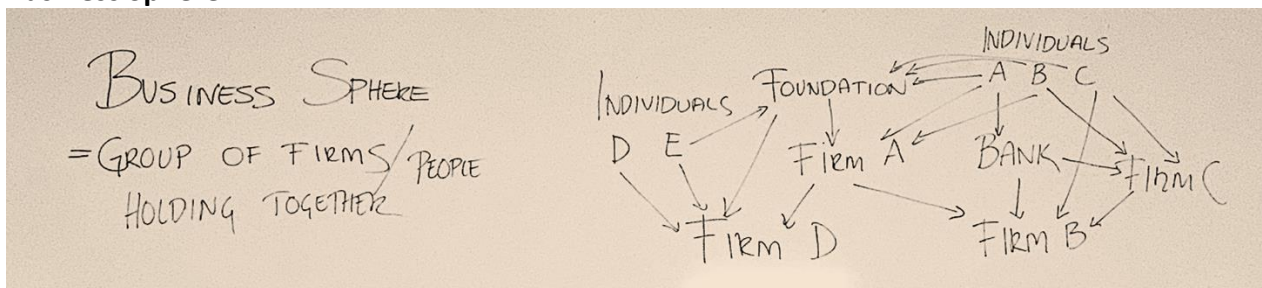 BUSINESS SPHERE
= GROUP OF FIRMS/PEOPLE
HOLDING TOGETHER
INDIVIDUALS
A B C
FOUNDATION
INDIVIDUALS
D E
FIRM A
BANK
FIRM C
FIRM D
FIRM B